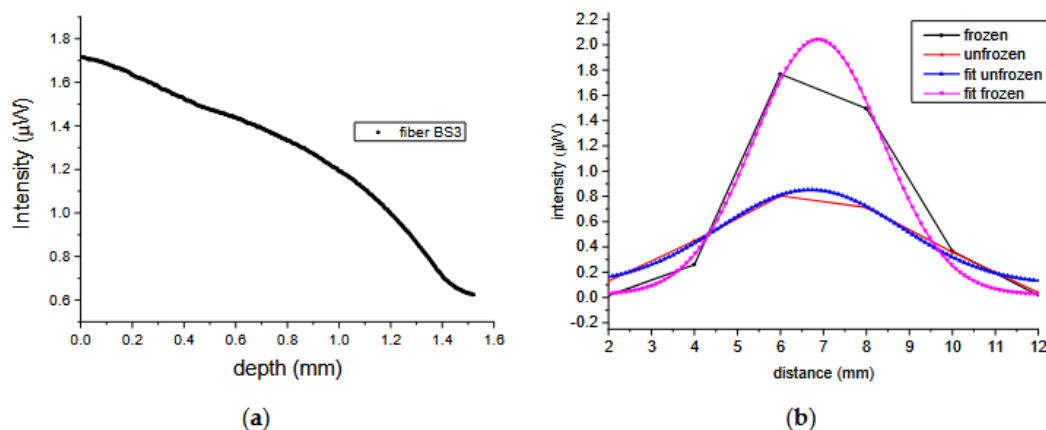 1.8
1.6
1.4
1.2
1.0
0.8
0.6
Intensity (μW)
fiber BS3
0.0 0.2 0.4 0.6 0.8 1.0 1.2 1.4 1.6
depth (mm)
(a)
2.2
2.0
1.8
1.6
1.4
1.2
1.0
0.8
0.6
0.4
0.2
0.0
-0.2
intensity (μW)
frozen
unfrozen
fit unfrozen
fit frozen
2 3 4 5 6 7 8 9 10 11 12
distance (mm)
(b)